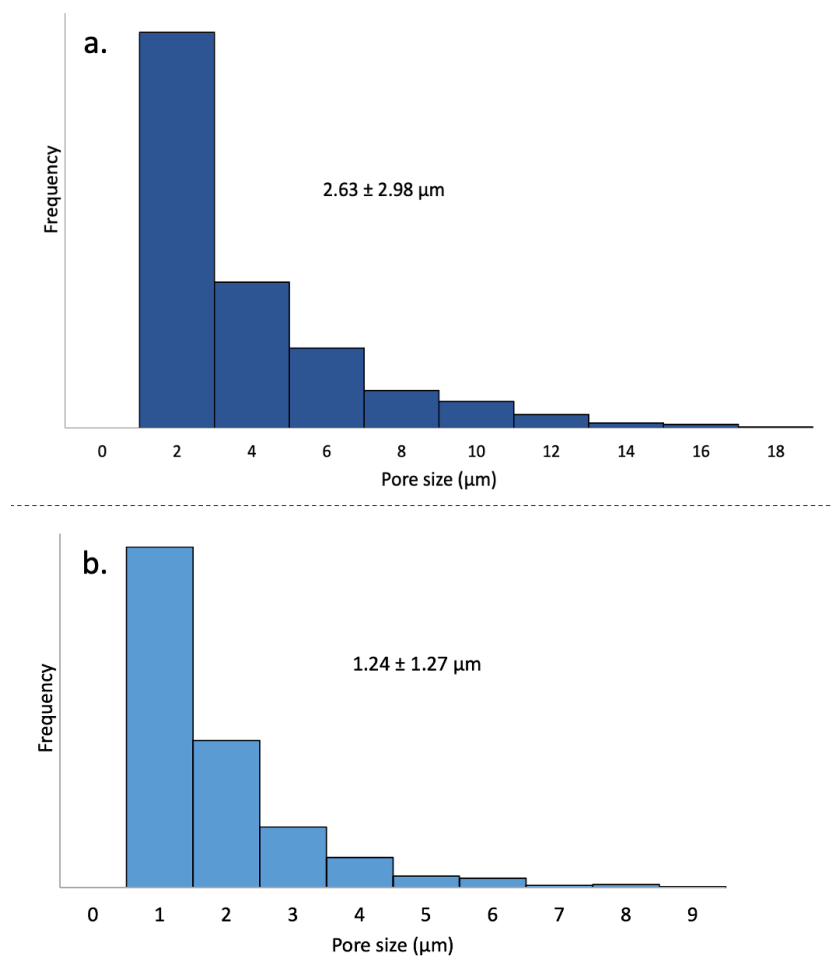 a.
Frequency
2.63 ± 2.98 μm
0 2 4 6 8 10 12 14 16 18
Pore size (μm)
b.
Frequency
1.24 ± 1.27 μm
0 1 2 3 4 5 6 7 8 9
Pore size (μm)